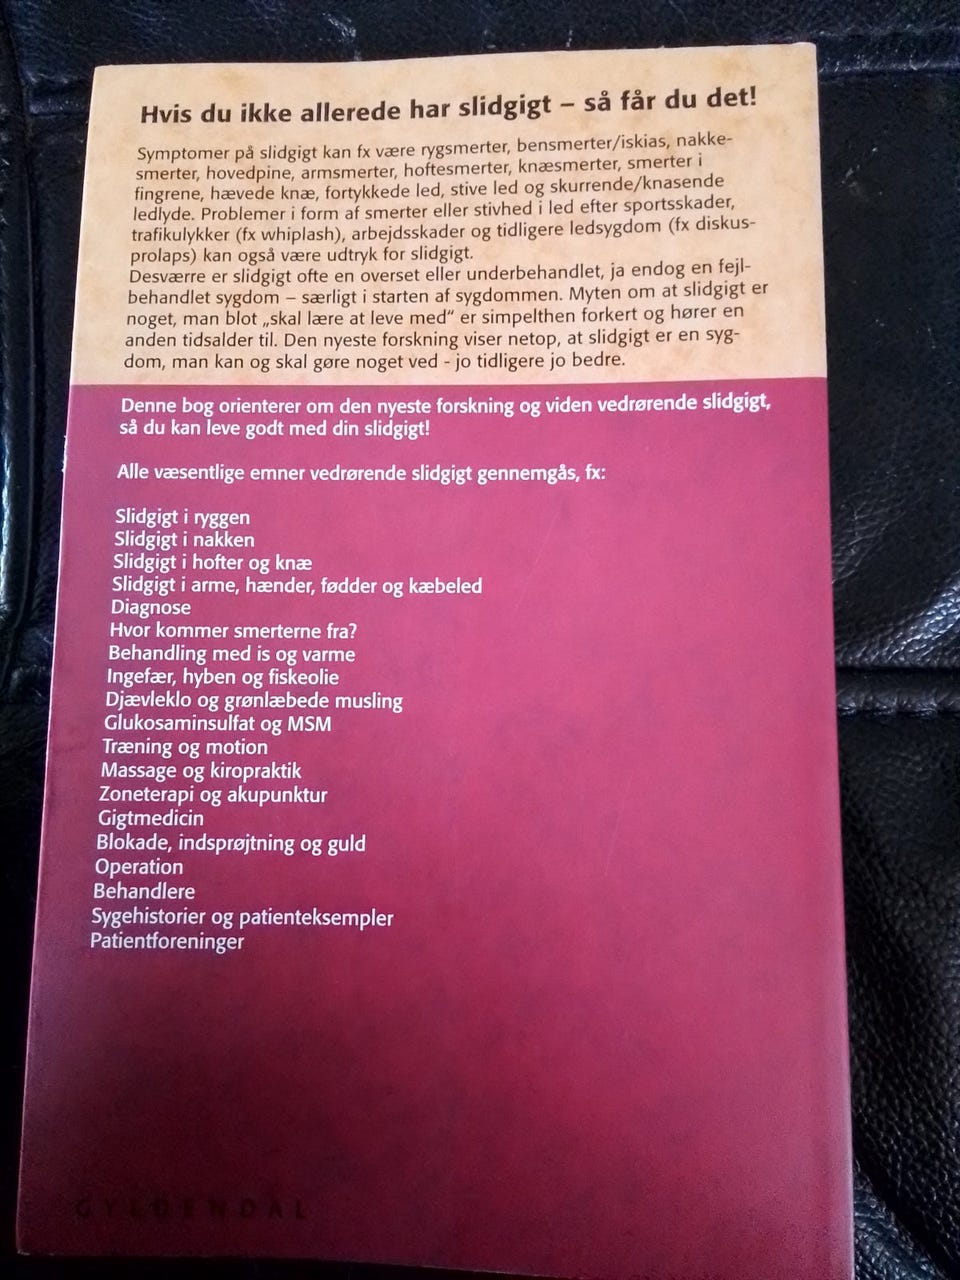 Hvis du ikke allerede har slidgigt – så får du det!
Symptomer på slidgigt kan fx være rygsmerter, bensmerter/iskias, nakke-
smerter, hovedpine, armsmerter, hoftesmerter, knæsmerter, smerter i
fingrene, hævede knæ, fortykkede led, stive led og skurrende/knasende
ledlyde. Problemer i form af smerter eller stivhed i led efter sportsskader,
trafikulykker (fx whiplash), arbejdsskader og tidligere ledsygdom (fx diskus-
prolaps) kan også være udtryk for slidgigt.
Desværre er slidgigt ofte en overset eller underbehandlet, ja endog en fejl-
behandlet sygdom – særligt i starten af sygdommen. Myten om at slidgigt er
noget, man blot „skal lære at leve med“ er simpelthen forkert og hører en
anden tidsalder til. Den nyeste forskning viser netop, at slidgigt er en syg-
dom, man kan og skal gøre noget ved - jo tidligere jo bedre.
Denne bog orienterer om den nyeste forskning og viden vedrørende slidgigt,
så du kan leve godt med din slidgigt!
Alle væsentlige emner vedrørende slidgigt gennemgås, fx:
Slidgigt i ryggen
Slidgigt i nakken
Slidgigt i hofter og knæ
Slidgigt i arme, hænder, fødder og kæbeled
Diagnose
Hvor kommer smerterne fra?
Behandling med is og varme
Ingefær, hyben og fiskeolie
Djævleklo og grønlæbede musling
Glukosaminsulfat og MSM
Træning og motion
Massage og kiropraktik
Zoneterapi og akupunktur
Gigtmedicin
Blokade, indsprøjtning og guld
Operation
Behandlere
Sygehistorier og patienteksempler
Patientforeninger
GYLDENDAL